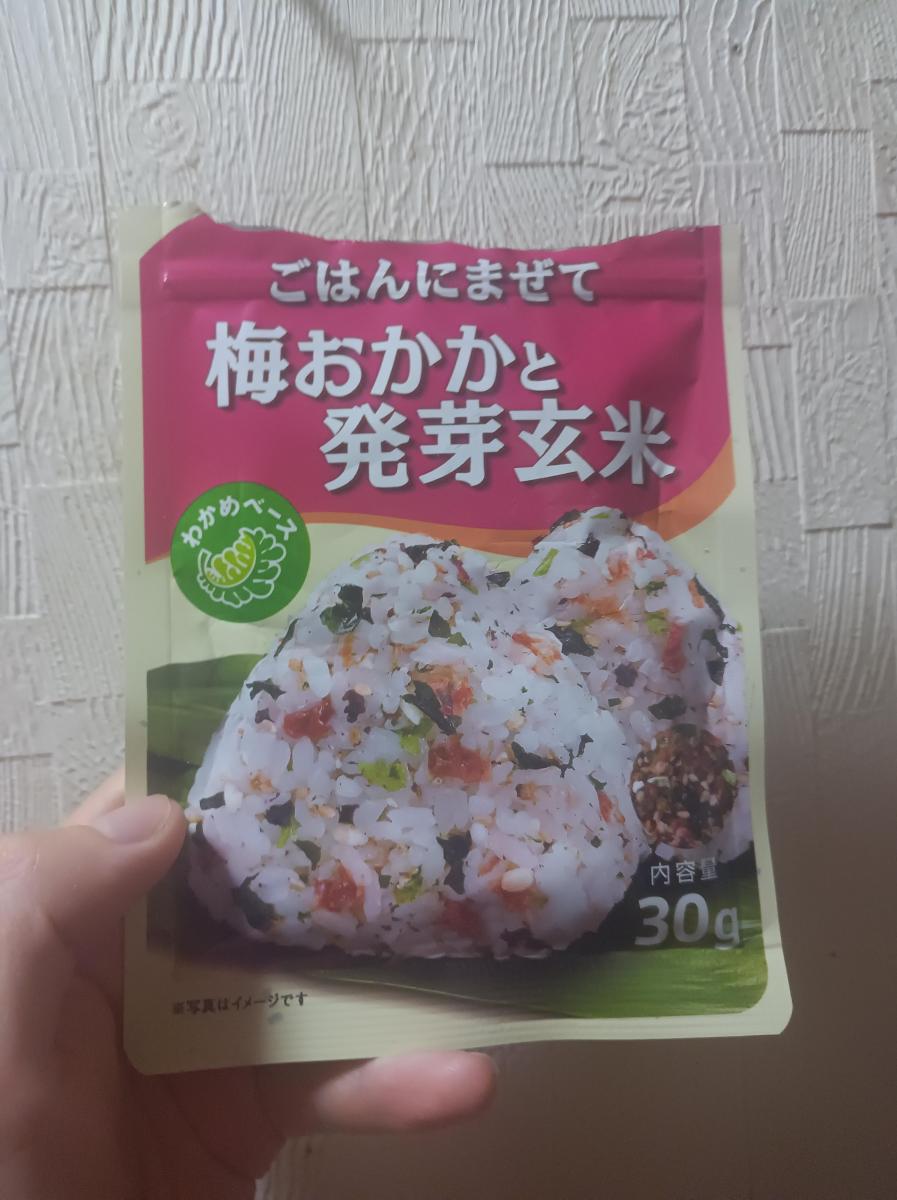 ごはんにまぜて
梅おかかと
発芽玄米
わかめベース
内容量
30g
※写真はイメージです